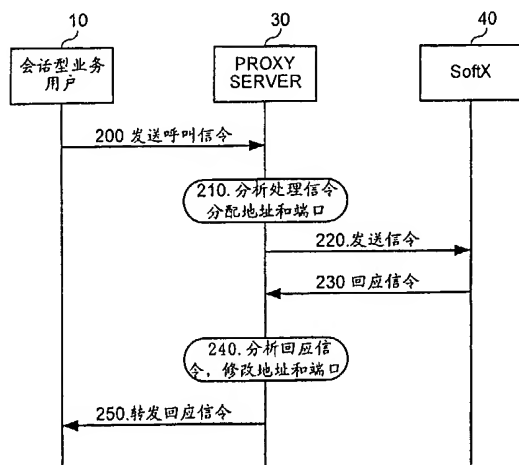 10
30
40
会话型业务
用户
PROXY
SERVER
SoftX
200 发送呼叫信令
210.分析处理信令
分配地址和端口
220.发送信令
230 回应信令
240.分析回应信
令，修改地址和端口
250.转发回应信令